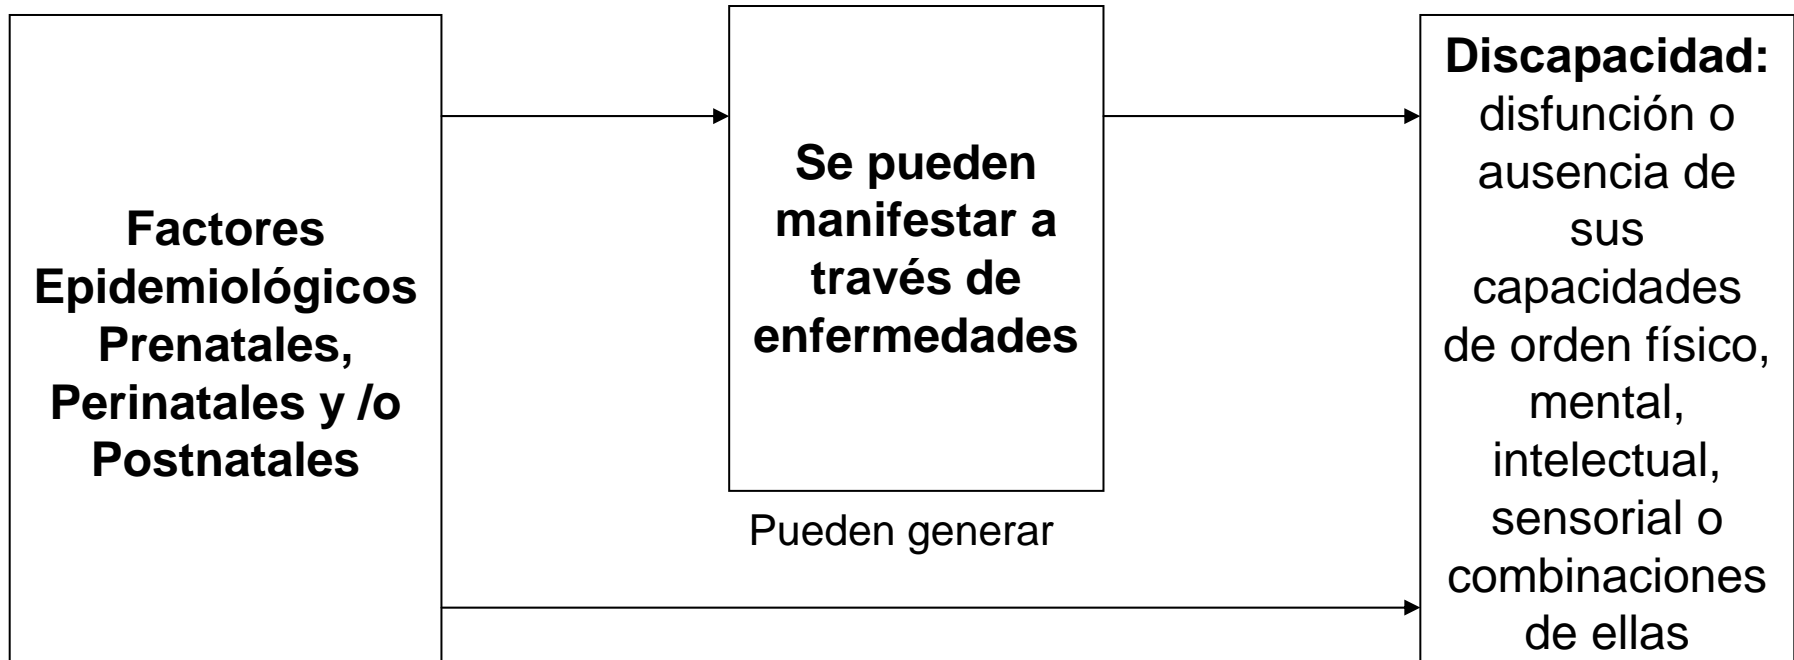 Factores
Epidemiológicos
Prenatales,
Perinatales y /o
Postnatales
Se pueden
manifestar a
través de
enfermedades
Pueden generar
Discapacidad:
disfunción o
ausencia de
sus
capacidades
de orden físico,
mental,
intelectual,
sensorial o
combinaciones
de ellas